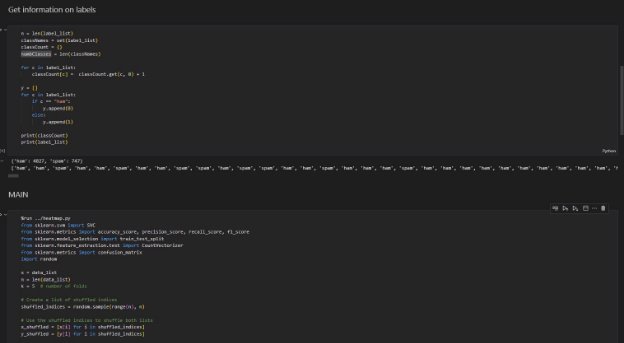 Get information on labels
n = len(label_list)
classNames = set(label_list)
classCount = {}
numbClasses = len(classNames)
for c in label_list:
classCount[c] = classCount.get(c, 0) + 1
y = []
for c in label_list:
if c == "ham":
y.append(0)
else:
y.append(1)
print(classCount)
print(label_list)
Python
{'ham': 4827, 'spam': 747}
['ham', 'ham', 'spam', 'ham', 'ham', 'spam', 'ham', 'ham', 'spam', 'spam', 'ham', 'spam', 'spam', 'ham', 'ham', 'spam', 'ham', 'ham', 'ham', 'spam', 'ham', 'ham', 'ham', 'ham', 'ham', 'ham', 'ham', 'ham', 'ham',
MAIN
%run ../heatmap.py
from sklearn.svm import SVC
from sklearn.metrics import accuracy_score, precision_score, recall_score, f1_score
from sklearn.model_selection import train_test_split
from sklearn.feature_extraction.text import CountVectorizer
from sklearn.metrics import confusion_matrix
import random
x = data_list
n = len(data_list)
K = 5 # number of folds
# Create a list of shuffled indices
shuffled_indices = random.sample(range(n), n)
# Use the shuffled indices to shuffle both lists
x_shuffled = [x[i] for i in shuffled_indices]
y_shuffled = [y[i] for i in shuffled_indices]